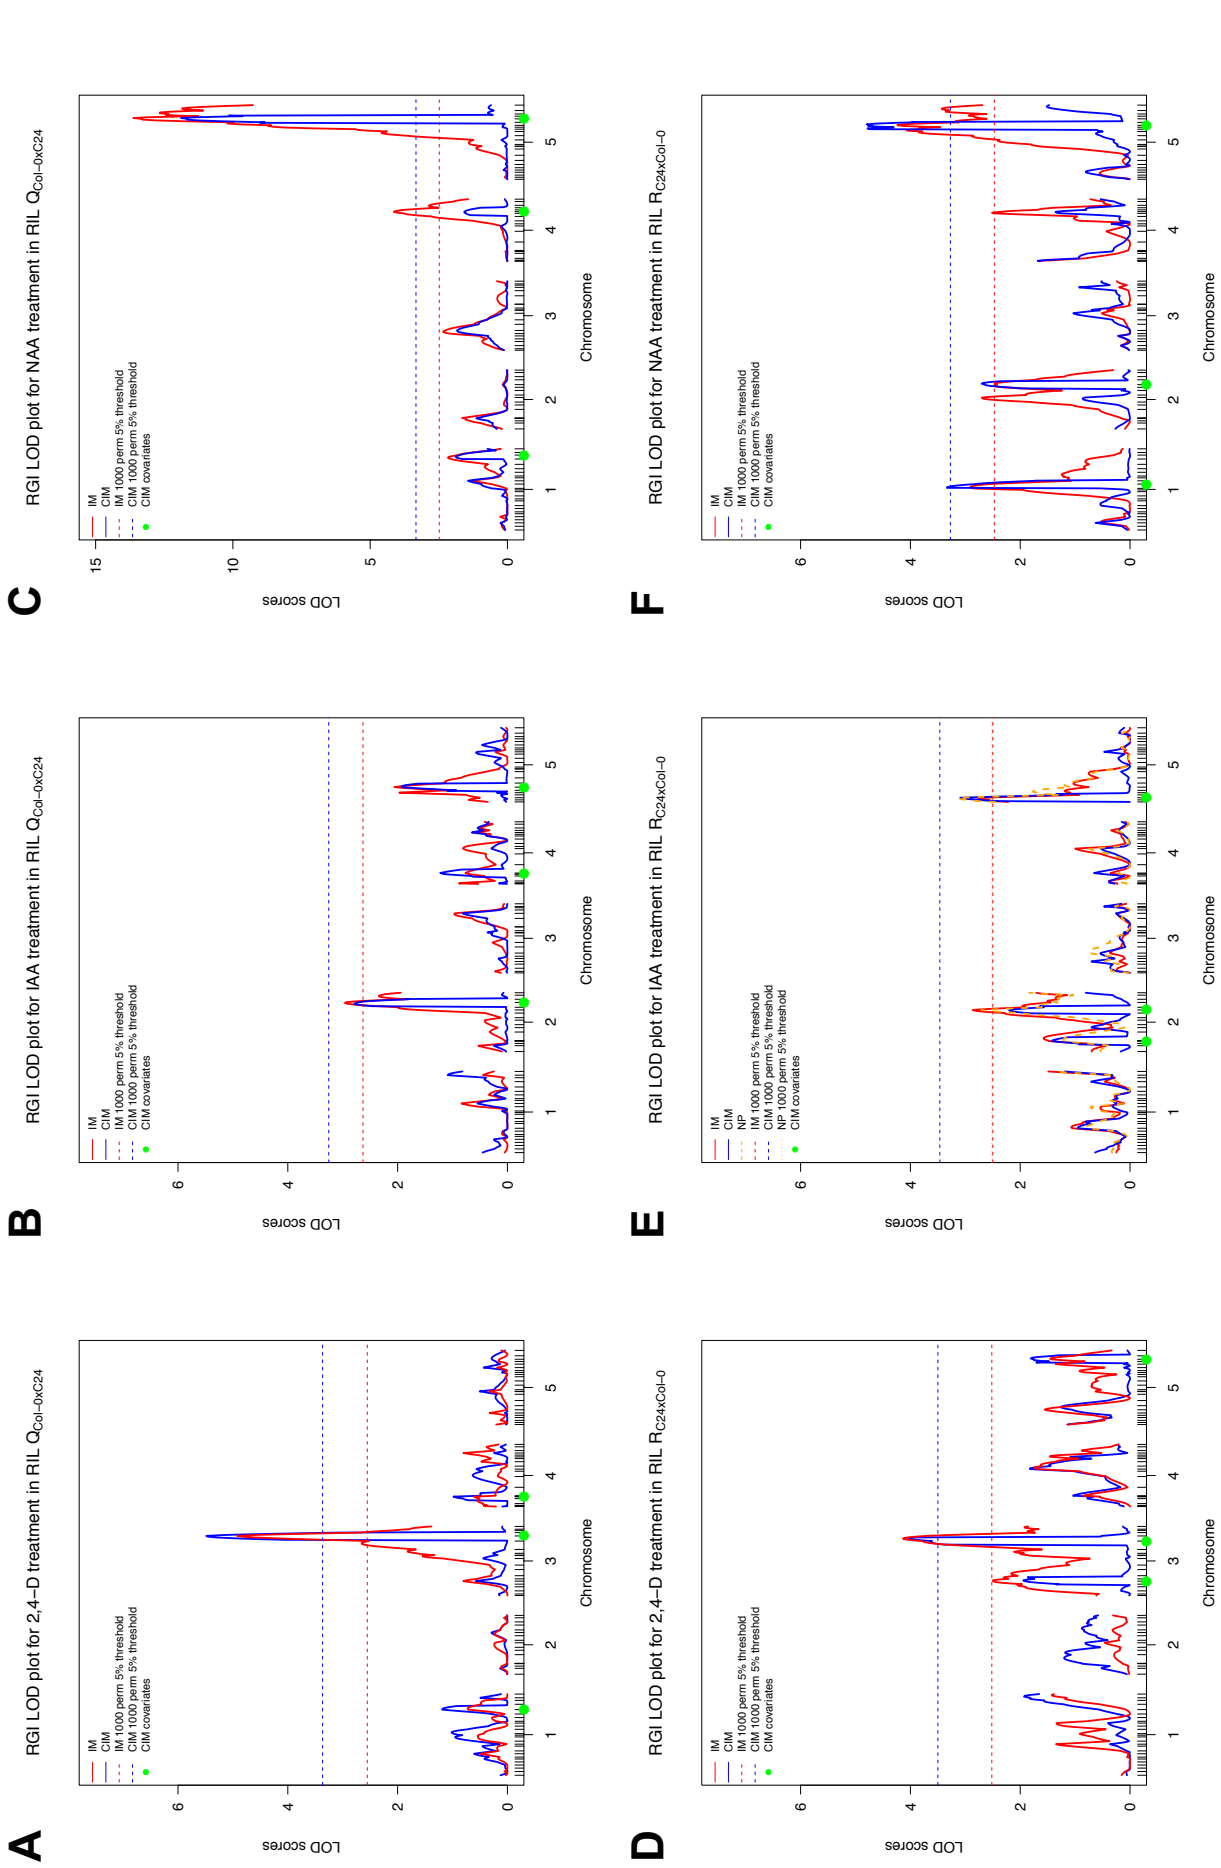 A
RGI LOD plot for 2,4−D treatment in RIL QCol−0xC24
IM
CIM
IM 1000 perm 5% threshold
CIM 1000 perm 5% threshold
CIM covariates
LOD scores
0
2
4
6
1
2
3
4
5
Chromosome
B
RGI LOD plot for IAA treatment in RIL QCol−0xC24
IM
CIM
IM 1000 perm 5% threshold
CIM 1000 perm 5% threshold
CIM covariates
LOD scores
0
2
4
6
1
2
3
4
5
Chromosome
C
RGI LOD plot for NAA treatment in RIL QCol−0xC24
IM
CIM
IM 1000 perm 5% threshold
CIM 1000 perm 5% threshold
CIM covariates
LOD scores
0
5
10
15
1
2
3
4
5
Chromosome
D
RGI LOD plot for 2,4−D treatment in RIL RC24xCol−0
IM
CIM
IM 1000 perm 5% threshold
CIM 1000 perm 5% threshold
CIM covariates
LOD scores
0
2
4
6
1
2
3
4
5
Chromosome
E
RGI LOD plot for IAA treatment in RIL RC24xCol−0
IM
CIM
NP
IM 1000 perm 5% threshold
CIM 1000 perm 5% threshold
NP 1000 perm 5% threshold
CIM covariates
LOD scores
0
2
4
6
1
2
3
4
5
Chromosome
F
RGI LOD plot for NAA treatment in RIL RC24xCol−0
IM
CIM
IM 1000 perm 5% threshold
CIM 1000 perm 5% threshold
CIM covariates
LOD scores
0
2
4
6
1
2
3
4
5
Chromosome